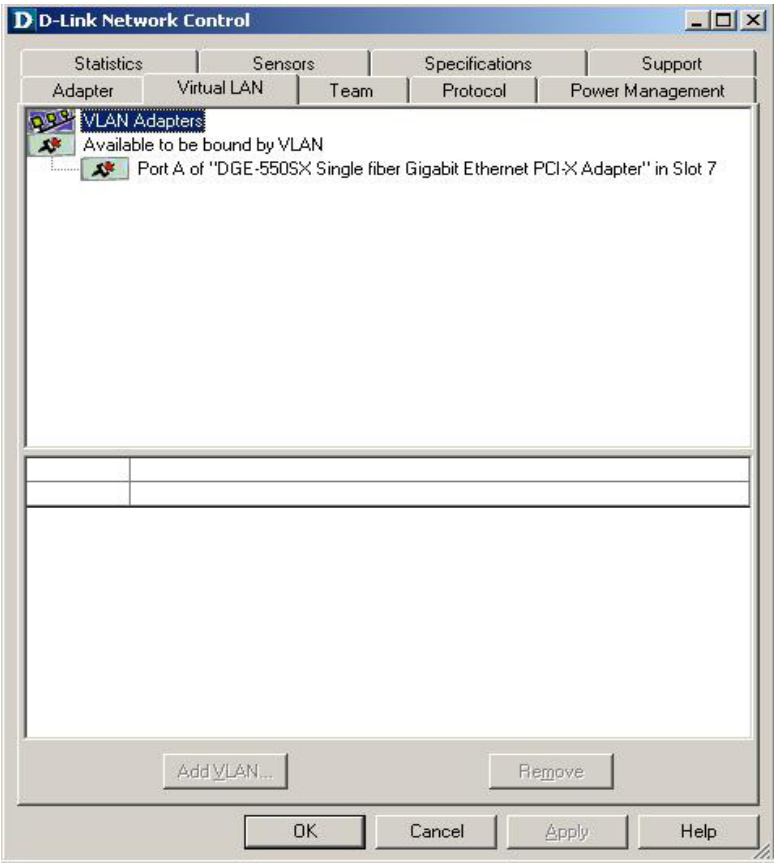 D-Link Network Control
Statistics Sensors Specifications Support
Adapter Virtual LAN Team Protocol Power Management
VLAN Adapters
Available to be bound by VLAN
Port A of "DGE-550SX Single fiber Gigabit Ethernet PCI-X Adapter" in Slot 7
Add VLAN... Remove
OK Cancel Apply Help